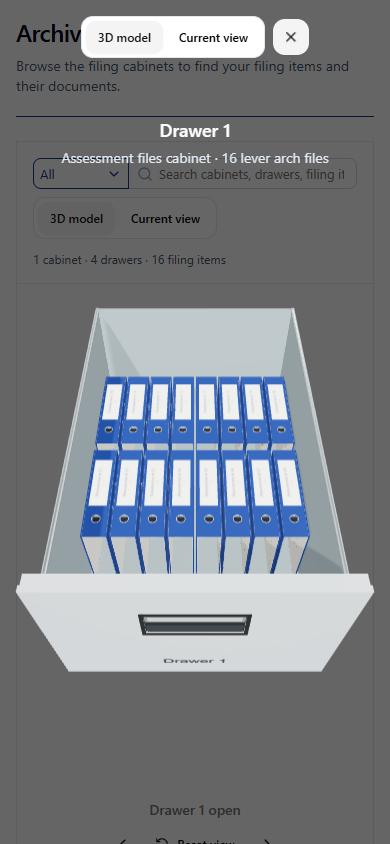 Archiv
3D model
Current view
Browse the filing cabinets to find your filing items and
their documents.
Drawer 1
Assessment files cabinet · 16 lever arch files
All
Search cabinets, drawers, filing it
3D model
Current view
1 cabinet · 4 drawers · 16 filing items
Drawer 1
Drawer 1 open
Reset view